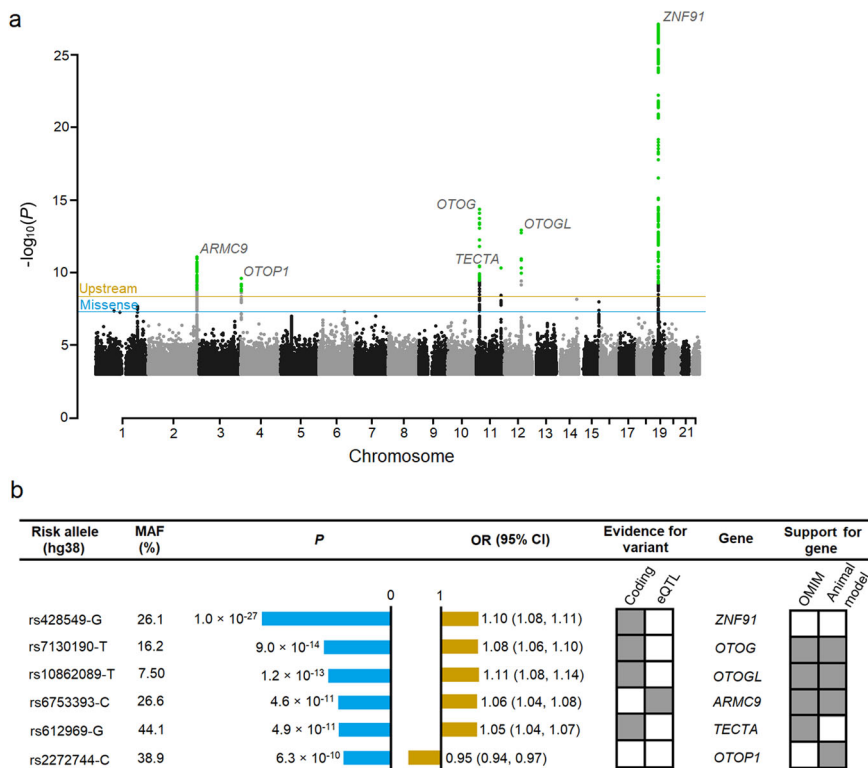 a
ZNF91
25
20
15
10
5
0
-log10(P)
OTOG
OTOGL
TECTA
ARMC9
OTOP1
Upstream
Missense
1 2 3 4 5 6 7 8 9 10 11 12 13 14 15 17 19 21
Chromosome
b
Risk allele (hg38) MAF (%) P OR (95% CI) Evidence for variant Gene Support for gene
0 1 Coding eQTL OMIM Animal model
rs428549-G 26.1 1.0 × 10-27 1.10 (1.08, 1.11) ZNF91
rs7130190-T 16.2 9.0 × 10-14 1.08 (1.06, 1.10) OTOG
rs10862089-T 7.50 1.2 × 10-13 1.11 (1.08, 1.14) OTOGL
rs6753393-C 26.6 4.6 × 10-11 1.06 (1.04, 1.08) ARMC9
rs612969-G 44.1 4.9 × 10-11 1.05 (1.04, 1.07) TECTA
rs2272744-C 38.9 6.3 × 10-10 0.95 (0.94, 0.97) OTOP1